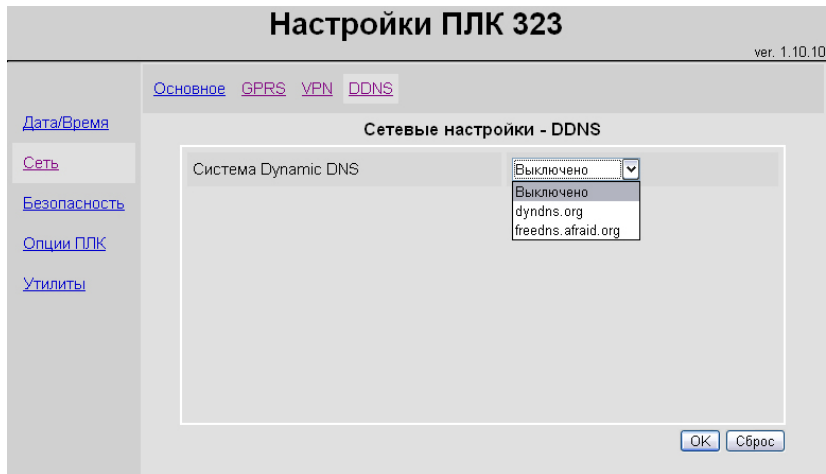 Настройки ПЛК 323
ver. 1.10.10
Основное GPRS VPN DDNS
Дата/Время
Сеть
Безопасность
Опции ПЛК
Утилиты
Сетевые настройки - DDNS
Система Dynamic DNS
Выключено
Выключено
dyndns.org
freedns.afraid.org
OK Сброс